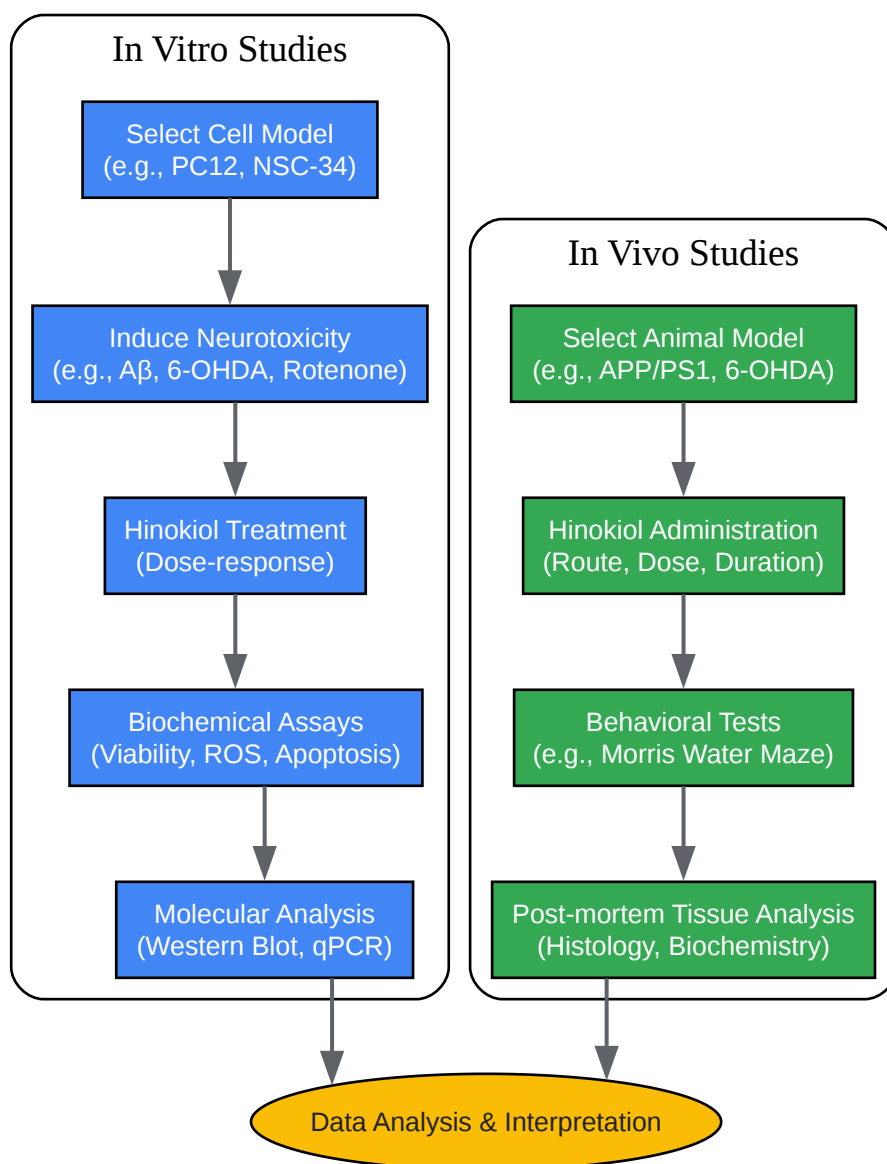 In Vitro Studies
Select Cell Model
(e.g., PC12, NSC-34)
Induce Neurotoxicity
(e.g., Aβ, 6-OHDA, Rotenone)
Hinokiol Treatment
(Dose-response)
Biochemical Assays
(Viability, ROS, Apoptosis)
Molecular Analysis
(Western Blot, qPCR)
In Vivo Studies
Select Animal Model
(e.g., APP/PS1, 6-OHDA)
Hinokiol Administration
(Route, Dose, Duration)
Behavioral Tests
(e.g., Morris Water Maze)
Post-mortem Tissue Analysis
(Histology, Biochemistry)
Data Analysis & Interpretation